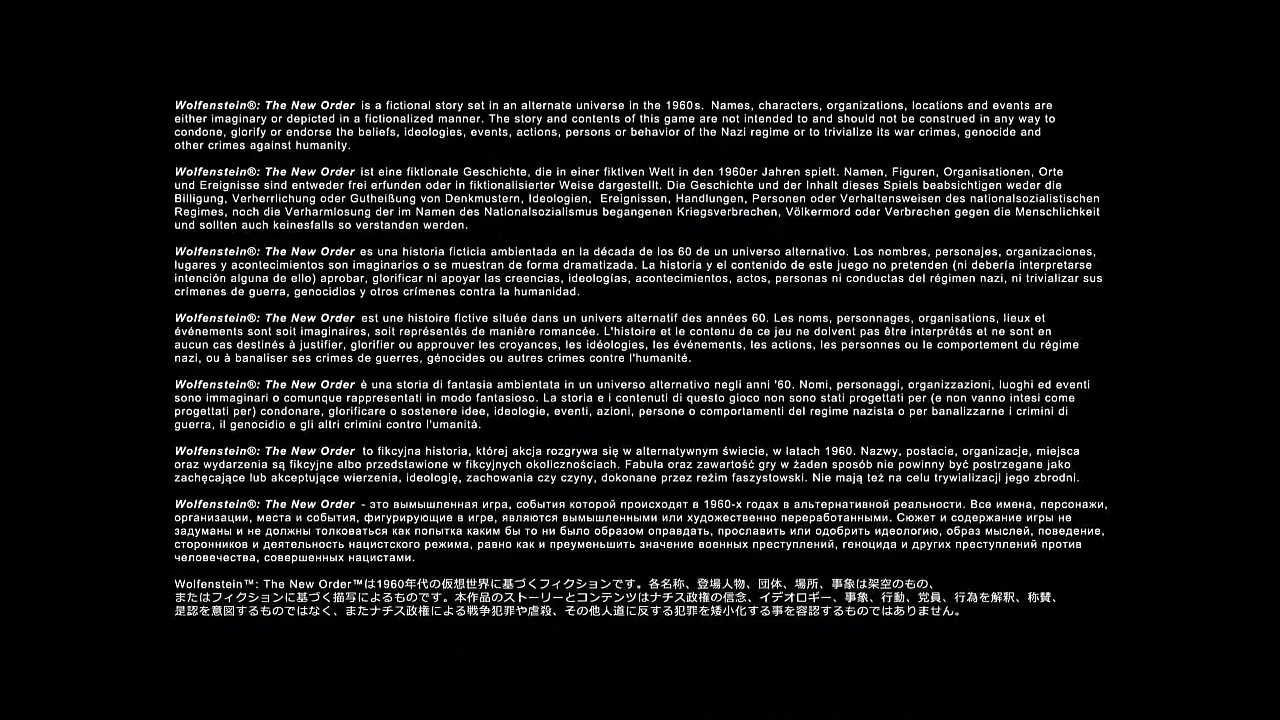 Wolfenstein®: The New Order is a fictional story set in an alternate universe in the 1960s. Names, characters, organizations, locations and events are
either imaginary or depicted in a fictionalized manner. The story and contents of this game are not intended to and should not be construed in any way to
condone, glorify or endorse the beliefs, ideologies, events, actions, persons or behavior of the Nazi regime or to trivialize its war crimes, genocide and
other crimes against humanity.
Wolfenstein®: The New Order ist eine fiktionale Geschichte, die in einer fiktiven Welt in den 1960er Jahren spielt. Namen, Figuren, Organisationen, Orte
und Ereignisse sind entweder frei erfunden oder in fiktionalisierter Weise dargestellt. Die Geschichte und der Inhalt dieses Spiels beabsichtigen weder die
Billigung, Verherrlichung oder Gutheißung von Denkmustern, Ideologien, Ereignissen, Handlungen, Personen oder Verhaltensweisen des nationalsozialistischen
Regimes, noch die Verharmlosung der im Namen des Nationalsozialismus begangenen Kriegsverbrechen, Völkermord oder Verbrechen gegen die Menschlichkeit
und sollten auch keinesfalls so verstanden werden.
Wolfenstein®: The New Order es una historia ficticia ambientada en la década de los 60 de un universo alternativo. Los nombres, personajes, organizaciones,
lugares y acontecimientos son imaginarios o se muestran de forma dramatizada. La historia y el contenido de este juego no pretenden (ni debería interpretarse
intención alguna de ello) aprobar, glorificar ni apoyar las creencias, ideologías, acontecimientos, actos, personas ni conductas del régimen nazi, ni trivializar sus
crímenes de guerra, genocidios y otros crímenes contra la humanidad.
Wolfenstein®: The New Order est une histoire fictive située dans un univers alternatif des années 60. Les noms, personnages, organisations, lieux et
événements sont soit imaginaires, soit représentés de manière romancée. L'histoire et le contenu de ce jeu ne doivent pas être interprétés et ne sont en
aucun cas destinés à justifier, glorifier ou approuver les croyances, les idéologies, les événements, les actions, les personnes ou le comportement du régime
nazi, ou à banaliser ses crimes de guerres, génocides ou autres crimes contre l'humanité.
Wolfenstein®: The New Order è una storia di fantasia ambientata in un universo alternativo negli anni '60. Nomi, personaggi, organizzazioni, luoghi ed eventi
sono immaginari o comunque rappresentati in modo fantasioso. La storia e i contenuti di questo gioco non sono stati progettati per (e non vanno intesi come
progettati per) condonare, glorificare o sostenere idee, ideologie, eventi, azioni, persone o comportamenti del regime nazista o per banalizzarne i crimini di
guerra, il genocidio e gli altri crimini contro l'umanità.
Wolfenstein®: The New Order to fikcyjna historia, której akcja rozgrywa się w alternatywnym świecie, w latach 1960. Nazwy, postacie, organizacje, miejsca
oraz wydarzenia są fikcyjne albo przedstawione w fikcyjnych okolicznościach. Fabuła oraz zawartość gry w żaden sposób nie powinny być postrzegane jako
zachęcające lub akceptujące wierzenia, ideologię, zachowania czy czyny, dokonane przez reżim faszystowski. Nie mają też na celu trywializacji jego zbrodni.
Wolfenstein®: The New Order - это вымышленная игра, события которой происходят в 1960-х годах в альтернативной реальности. Все имена, персонажи,
организации, места и события, фигурирующие в игре, являются вымышленными или художественно переработанными. Сюжет и содержание игры не
задуманы и не должны толковаться как попытка каким бы то ни было образом оправдать, прославить или одобрить идеологию, образ мыслей, поведение,
сторонников и деятельность нацистского режима, равно как и преуменьшить значение военных преступлений, геноцида и других преступлений против
человечества, совершенных нацистами.
Wolfenstein™: The New Order™は1960年代の仮想世界に基づくフィクションです。各名称、登場人物、団体、場所、事象は架空のもの、
またはフィクションに基づく描写によるものです。本作品のストーリーとコンテンツはナチス政権の信念、イデオロギー、事象、行動、党員、行為を解釈、称賛、
是認を意図するものではなく、またナチス政権による戦争犯罪や虐殺、その他人道に反する犯罪を矮小化する事を容認するものではありません。